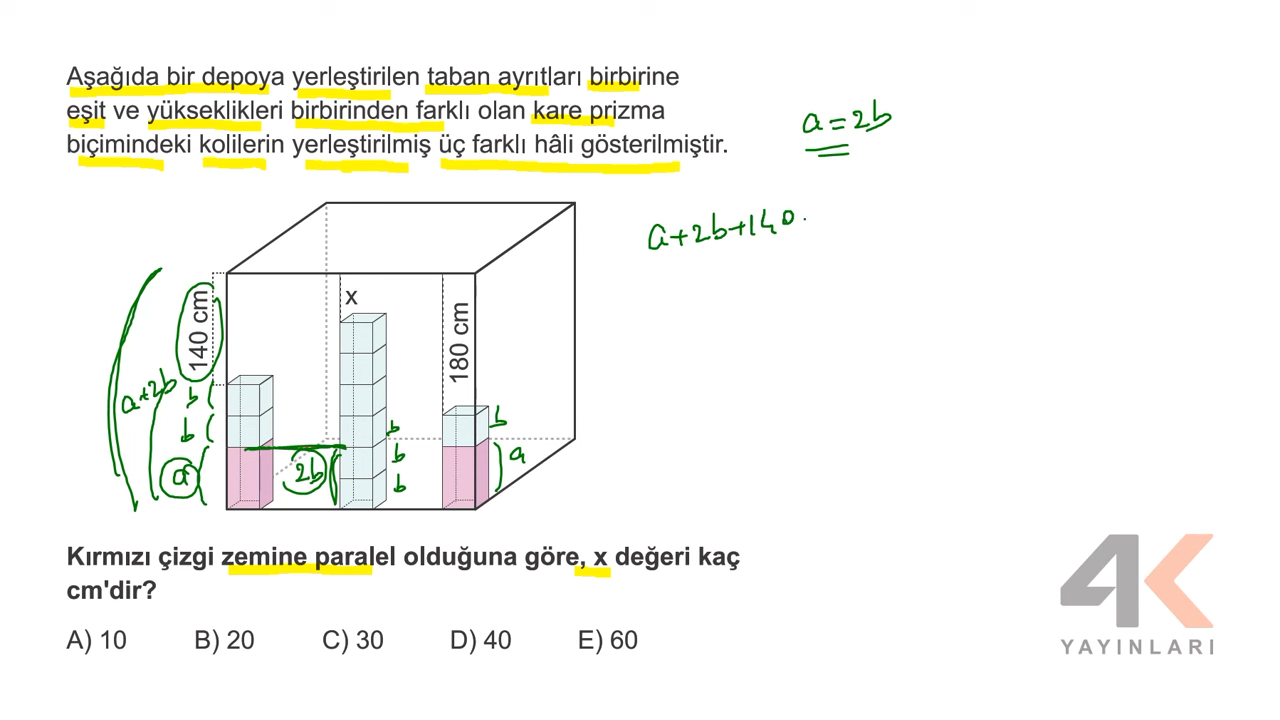 Aşağıda bir depoya yerleştirilen taban ayrıtları birbirine
eşit ve yükseklikleri birbirinden farklı olan kare prizma
biçimindeki kolilerin yerleştirilmiş üç farklı hâli gösterilmiştir.
a=2b
a+2b+140
140 cm
x
180 cm
a+2b
b
b
a
2b
b
b
b
b
a
Kırmızı çizgi zemine paralel olduğuna göre, x değeri kaç
cm'dir?
A) 10 B) 20 C) 30 D) 40 E) 60
4K
YAYINLARI